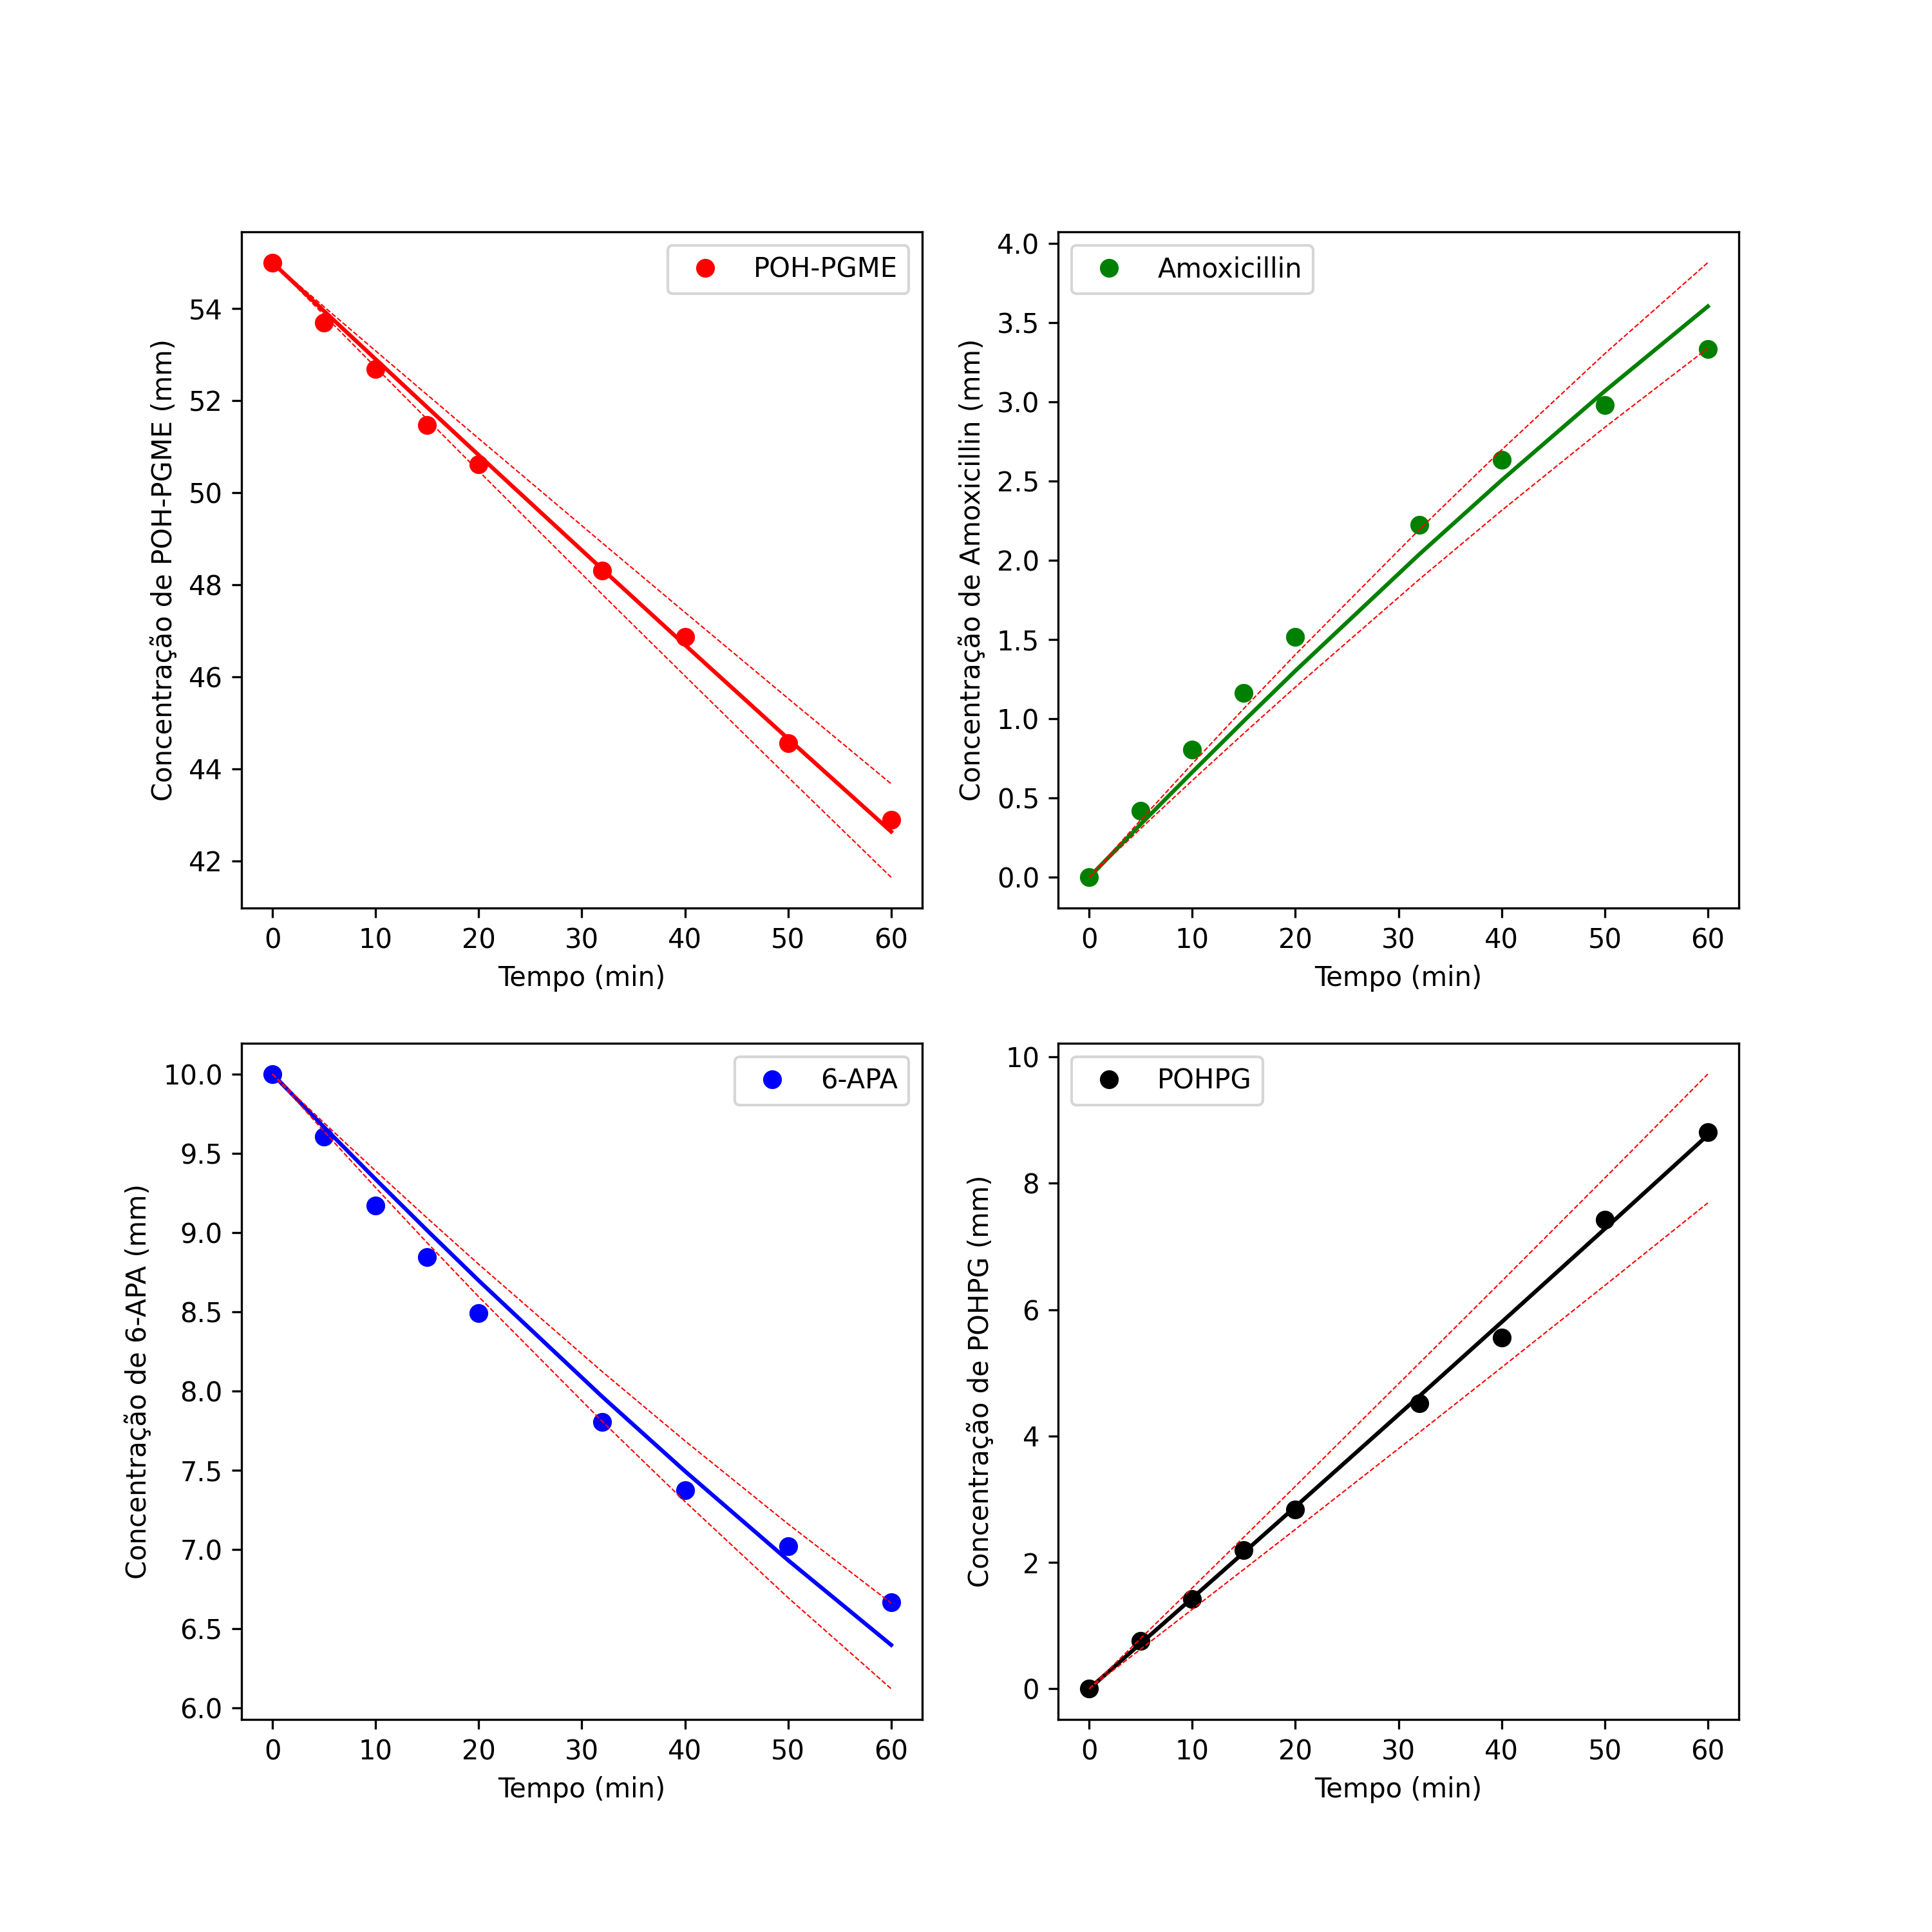 POH-PGME
Concentração de POH-PGME (mm)
54
52
50
48
46
44
42
0 10 20 30 40 50 60
Tempo (min)
Amoxicillin
Concentração de Amoxicillin (mm)
4.0
3.5
3.0
2.5
2.0
1.5
1.0
0.5
0.0
0 10 20 30 40 50 60
Tempo (min)
6-APA
Concentração de 6-APA (mm)
10.0
9.5
9.0
8.5
8.0
7.5
7.0
6.5
6.0
0 10 20 30 40 50 60
Tempo (min)
POHPG
Concentração de POHPG (mm)
10
8
6
4
2
0
0 10 20 30 40 50 60
Tempo (min)